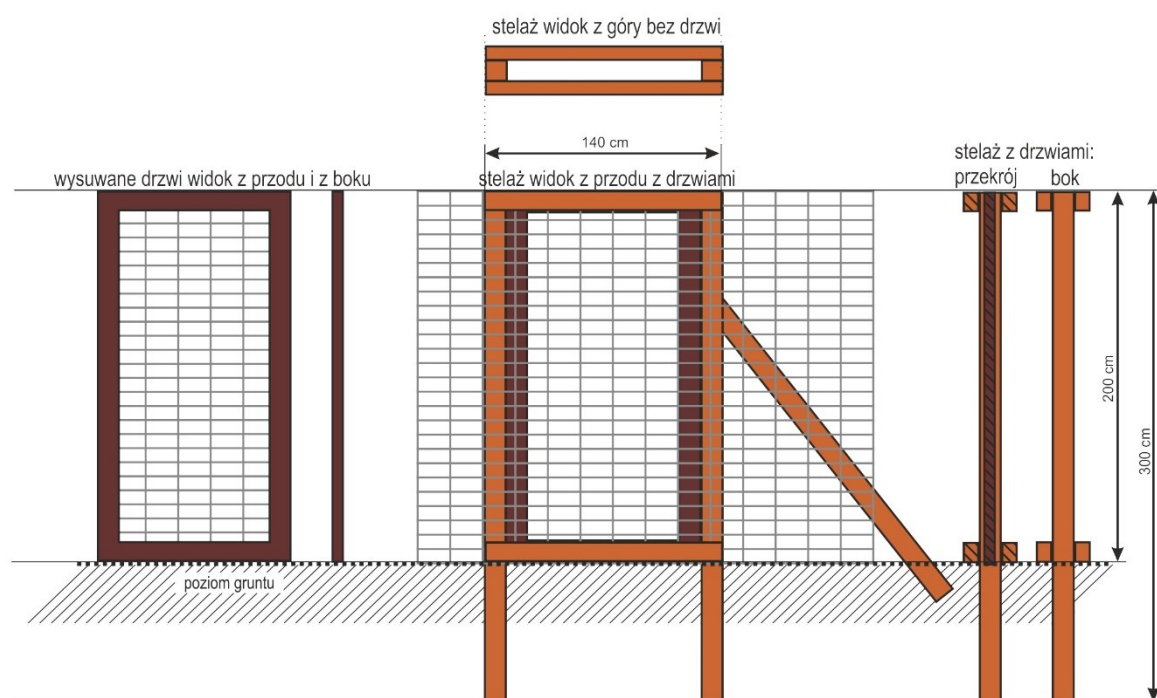 stelaż widok z góry bez drzwi
140 cm
wysuwane drzwi widok z przodu i z boku
stelaż widok z przodu z drzwiami
stelaż z drzwiami:
przekrój bok
200 cm
300 cm
poziom gruntu